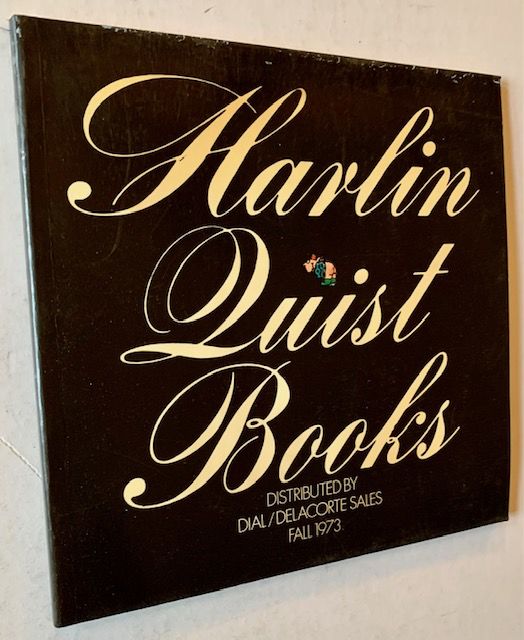 Harlin
Quist
Books
DISTRIBUTED BY
DIAL/DELACORTE SALES
FALL 1973